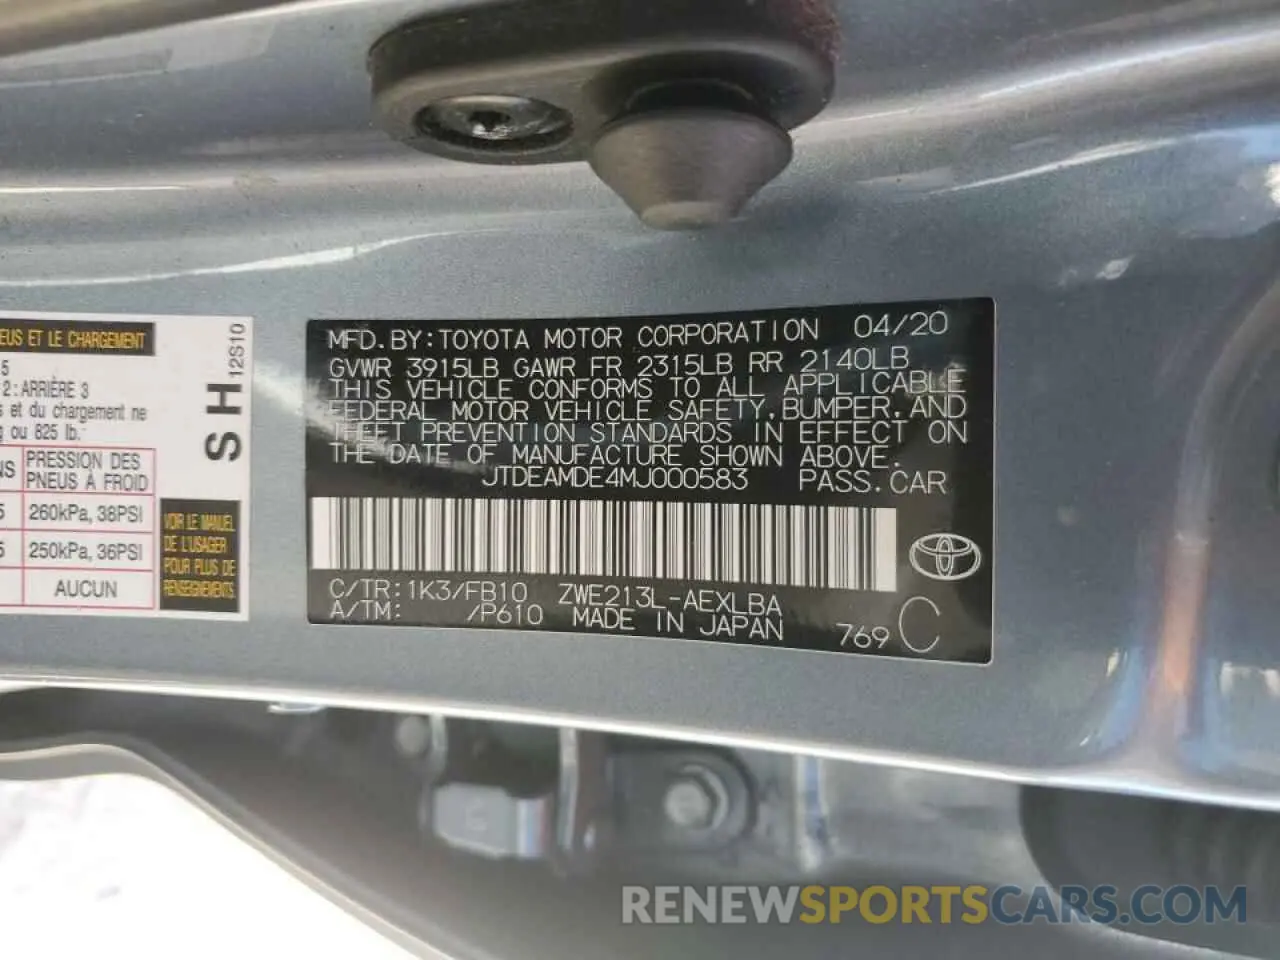 EUS ET LE CHARGEMENT
5
2:ARRIÈRE 3
s et du chargement ne
g ou 825 lb.
NS PRESSION DES PNEUS À FROID
5 260kPa, 38PSI
5 250kPa, 36PSI
AUCUN
SH
12S10
VOIR LE MANUEL
DE L'USAGER
POUR PLUS DE
RENSEIGNEMENTS
MFD.BY:TOYOTA MOTOR CORPORATION 04/20
GVWR 3915LB GAWR FR 2315LB RR 2140LB
THIS VEHICLE CONFORMS TO ALL APPLICABLE
FEDERAL MOTOR VEHICLE SAFETY,BUMPER,AND
THEFT PREVENTION STANDARDS IN EFFECT ON
THE DATE OF MANUFACTURE SHOWN ABOVE.
JTDEAMDE4MJ000583 PASS.CAR
C/TR:1K3/FB10 ZWE213L-AEXLBA
A/TM: /P610 MADE IN JAPAN 769 C
RENEWSPORTSCARS.COM